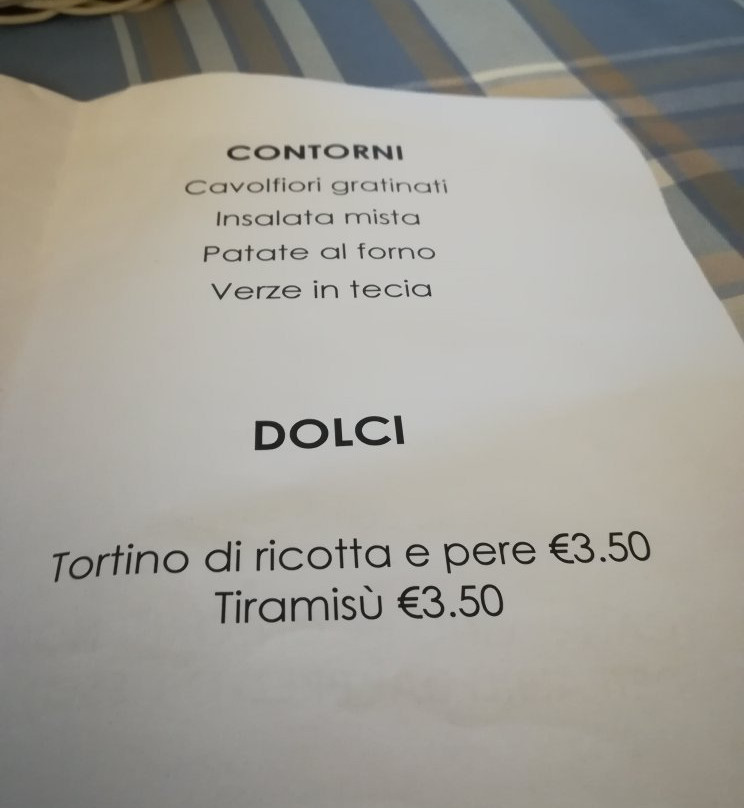 CONTORNI
Cavolfiori gratinati
Insalata mista
Patate al forno
Verze in tecia
DOLCI
Tortino di ricotta e pere €3.50
Tiramisù €3.50